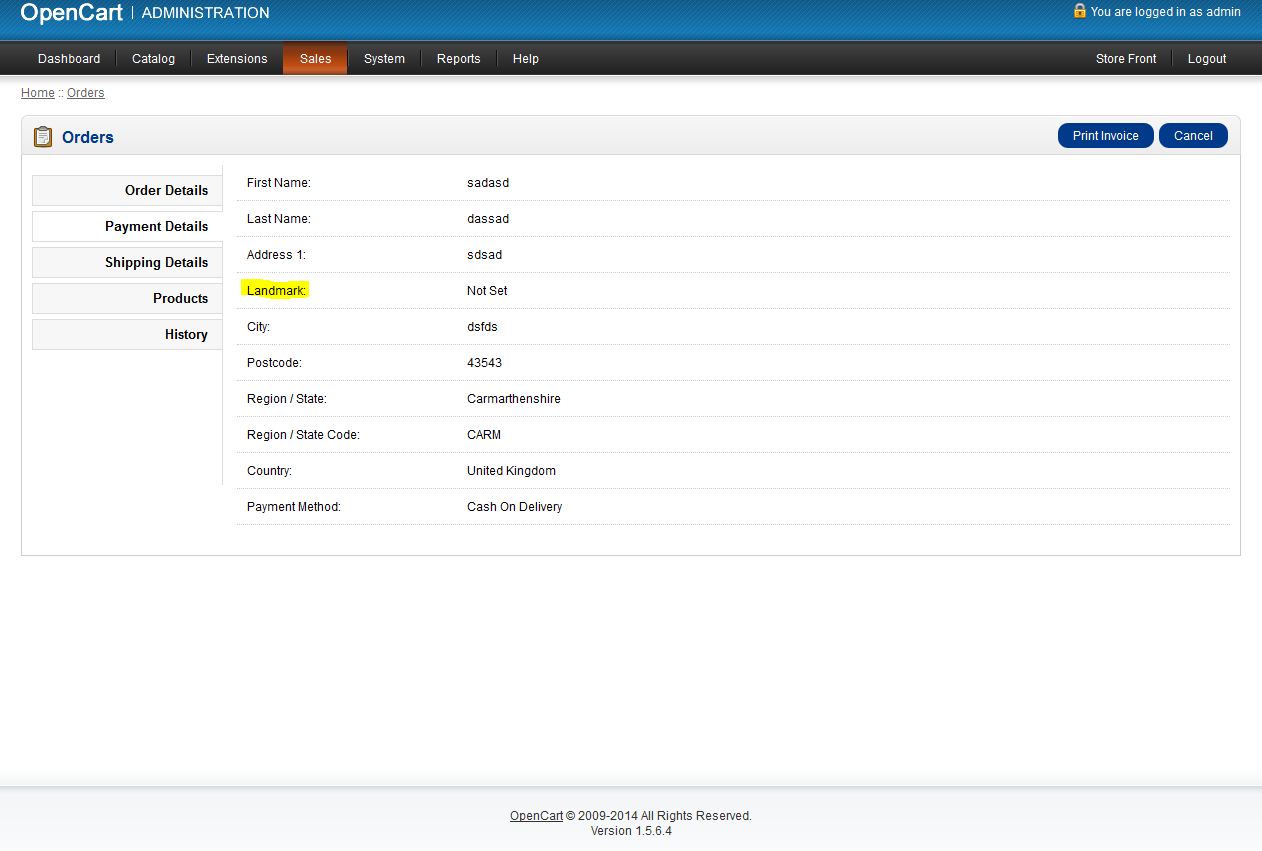 OpenCart | ADMINISTRATION
You are logged in as admin
Dashboard Catalog Extensions Sales System Reports Help Store Front Logout
Home :: Orders
Orders
Print Invoice Cancel
Order Details
Payment Details
Shipping Details
Products
History
First Name: sadasd
Last Name: dassad
Address 1: sdsad
Landmark: Not Set
City: dsfds
Postcode: 43543
Region / State: Carmarthenshire
Region / State Code: CARM
Country: United Kingdom
Payment Method: Cash On Delivery
OpenCart © 2009-2014 All Rights Reserved.
Version 1.5.6.4